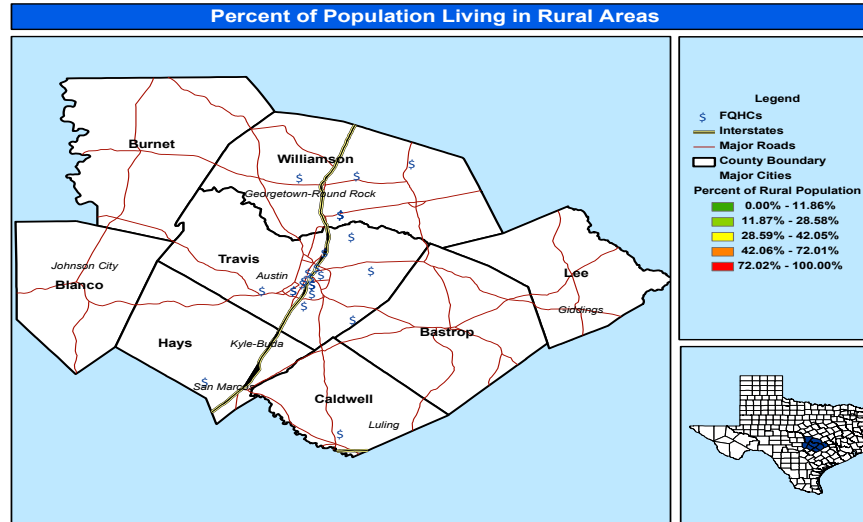 Percent of Population Living in Rural Areas
Burnet
Williamson
Georgetown-Round Rock
Travis
Austin
Johnson City
Blanco
Lee
Giddings
Bastrop
Hays
Kyle-Buda
San Marcos
Caldwell
Luling
Legend
$ FQHCs
Interstates
Major Roads
County Boundary
Major Cities
Percent of Rural Population
0.00% - 11.86%
11.87% - 28.58%
28.59% - 42.05%
42.06% - 72.01%
72.02% - 100.00%